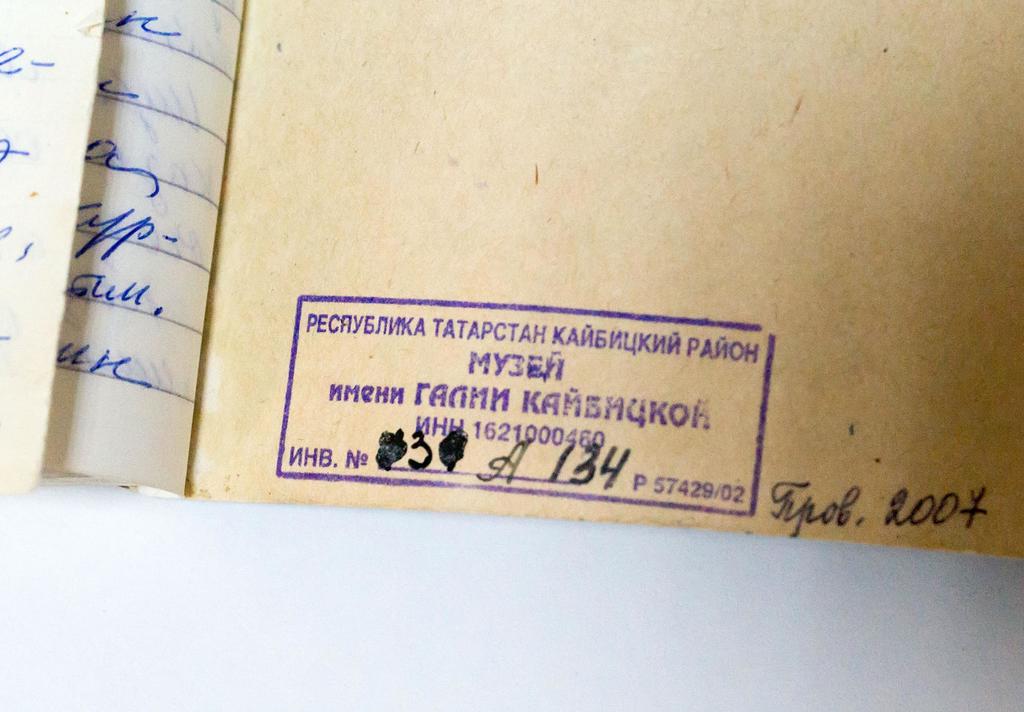 РЕСПУБЛИКА ТАТАРСТАН КАЙБИЦКИЙ РАЙОН
МУЗЕЙ
имени ГАЛИИ КАЙБИЦКОЙ
ИНН 1621000460
ИНВ. № 3 А 134 Р 57429/02
Пров. 2007